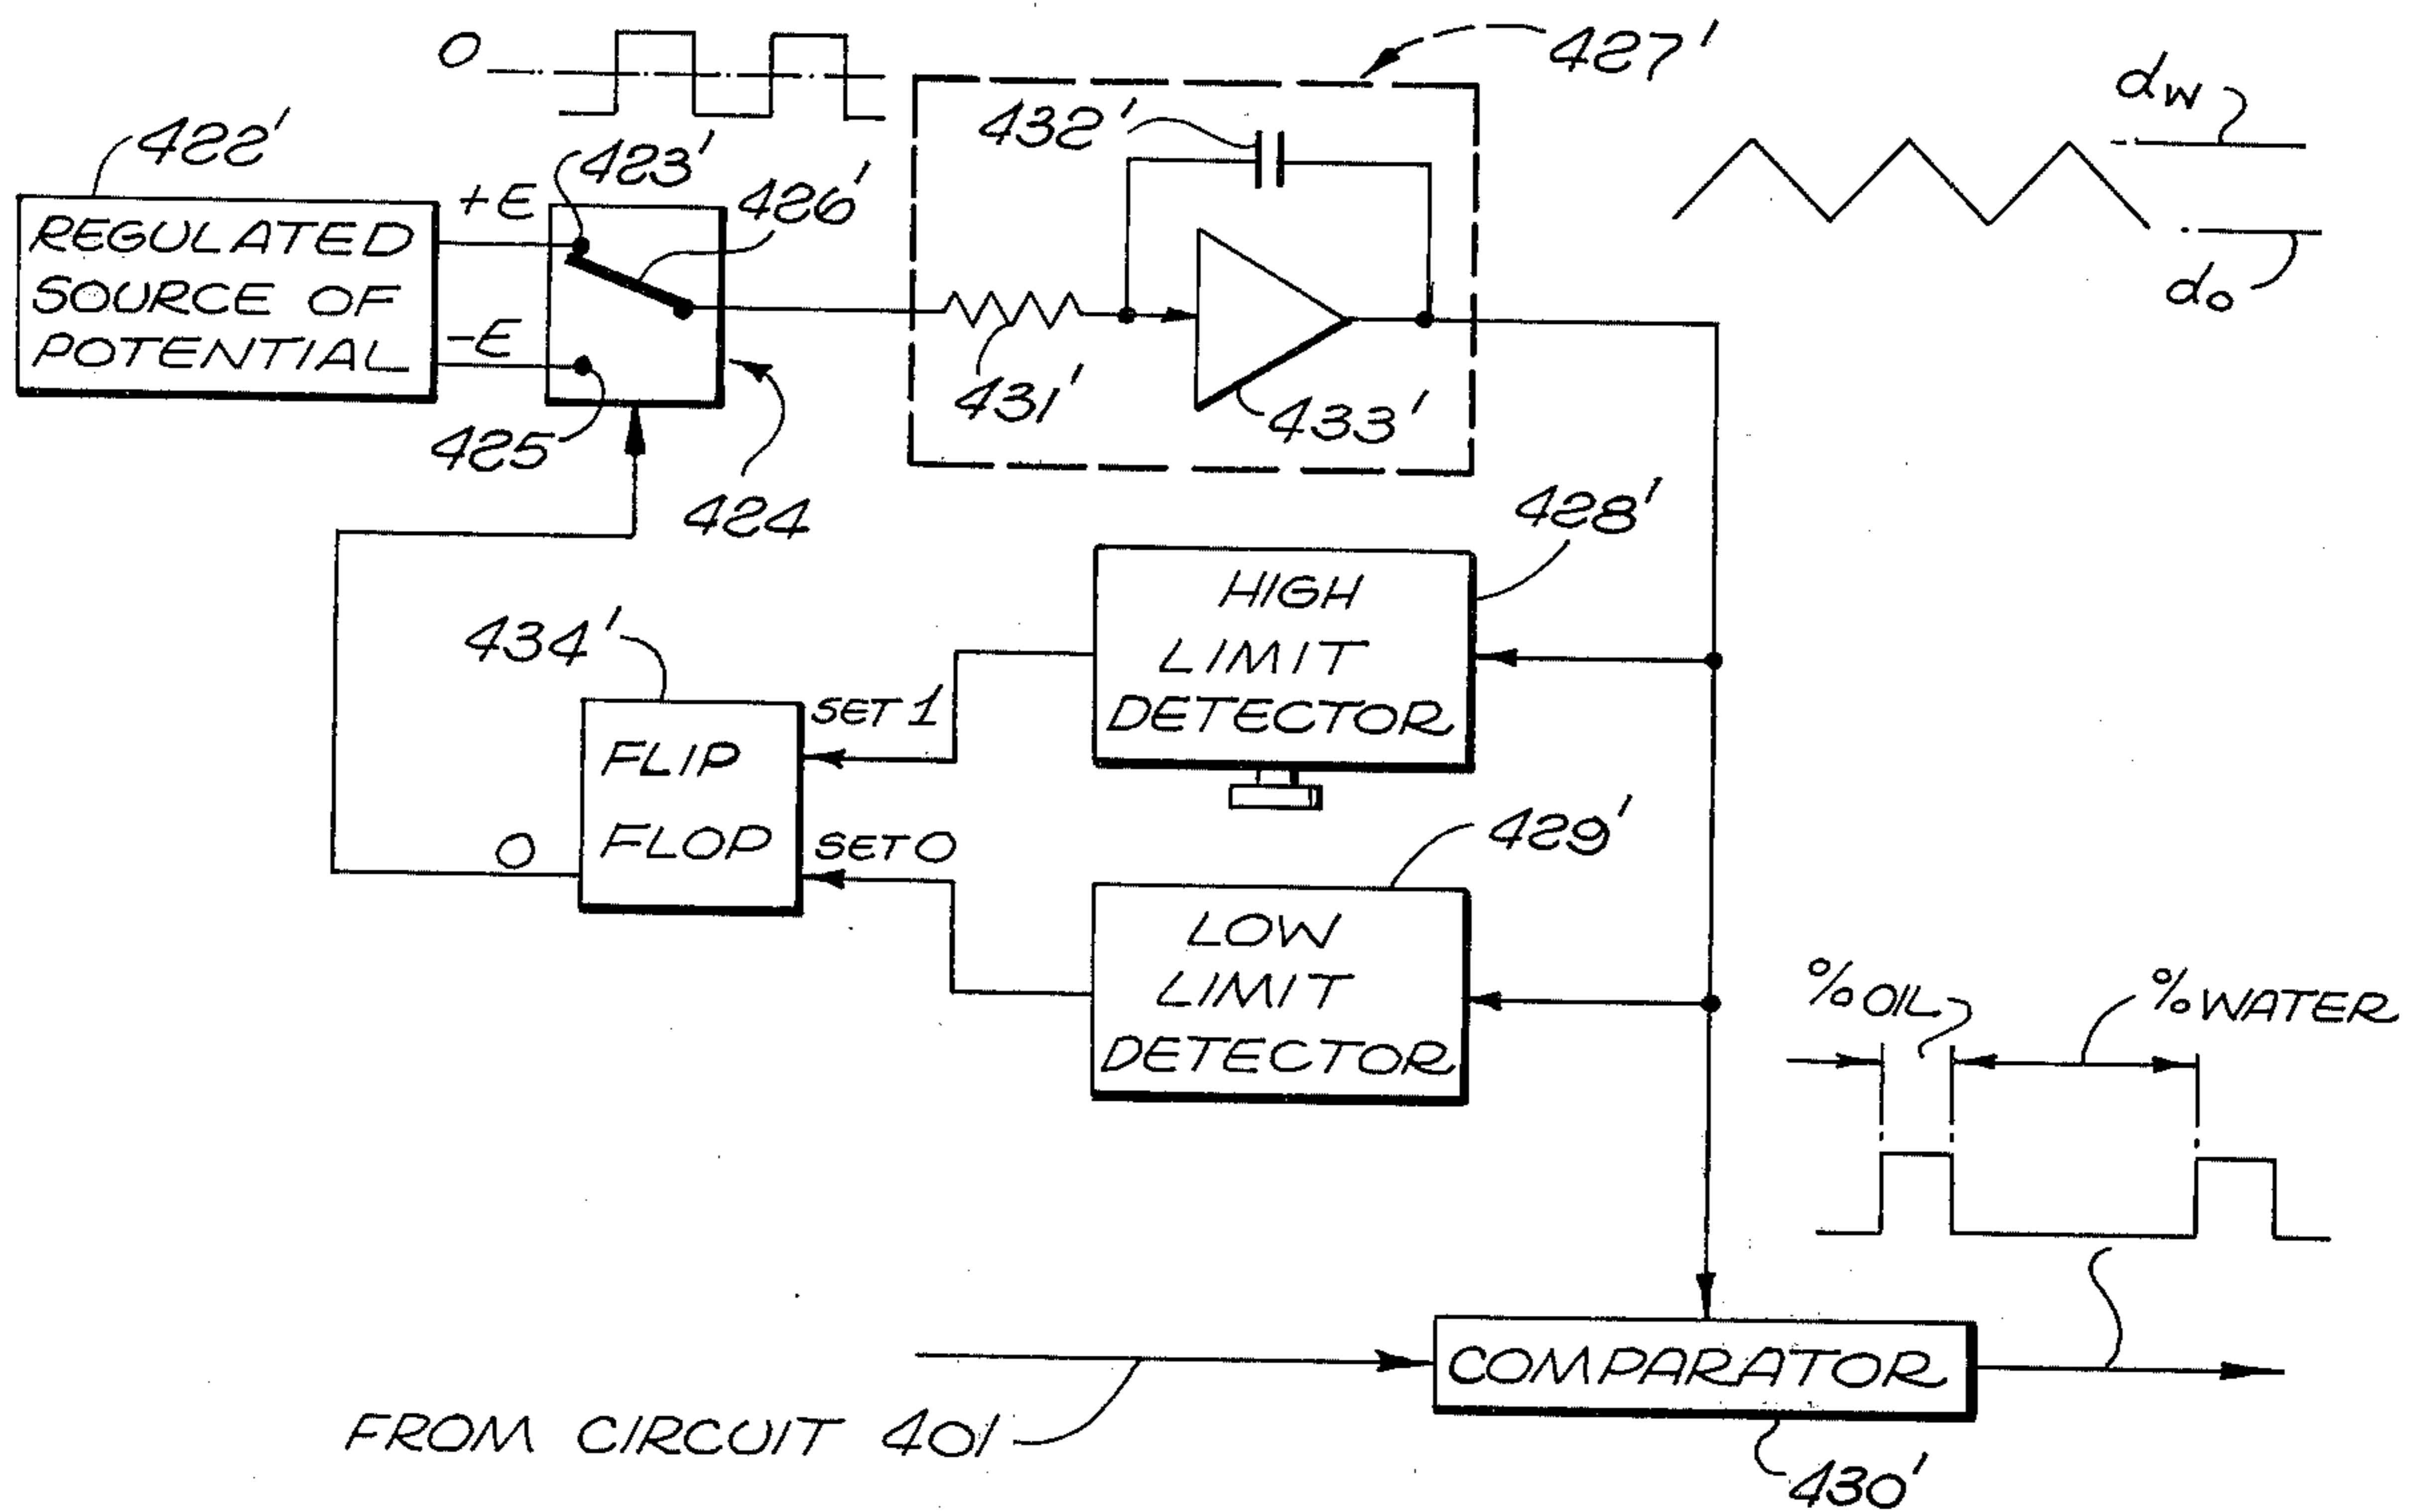 0
427'
dW
do
422'
423'
432'
426'
+E
-E
REGULATED
SOURCE OF
POTENTIAL
425
424
431'
433'
428'
HIGH
LIMIT
DETECTOR
434'
SET 1
FLIP
FLOP
0
SET 0
429'
LOW
LIMIT
DETECTOR
% OIL
% WATER
COMPARATOR
FROM CIRCUIT 401
430'